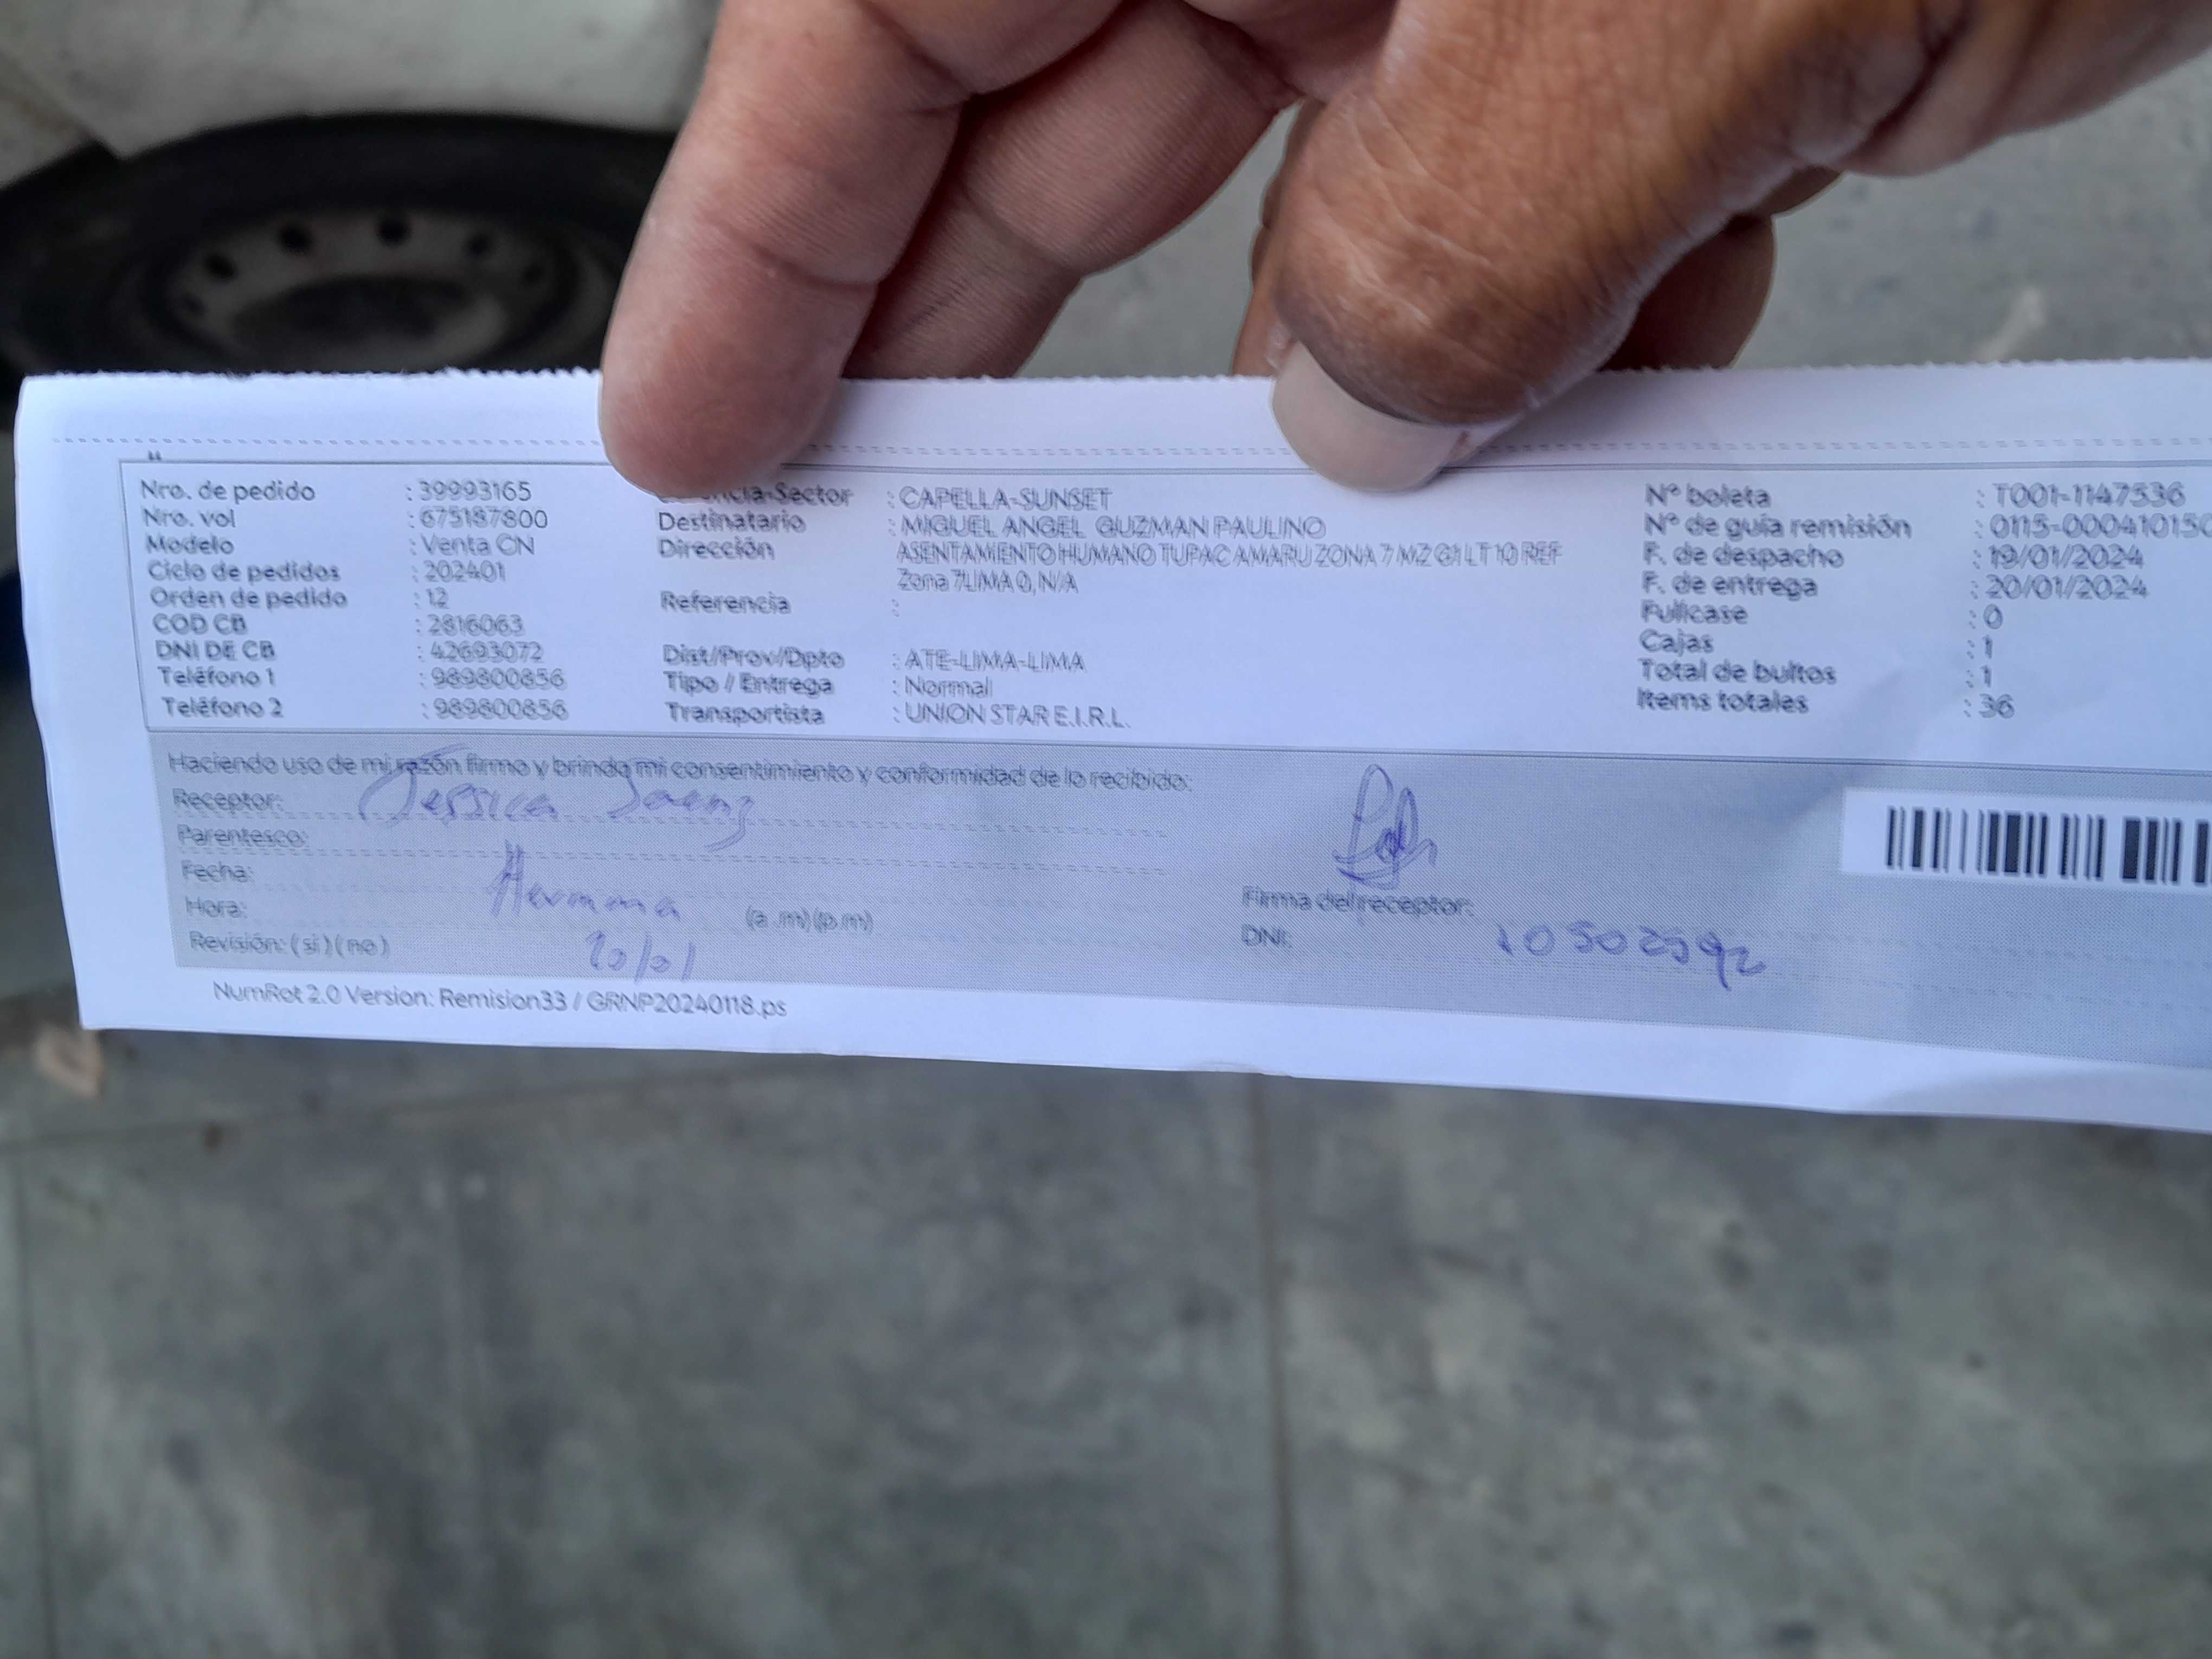 Nro. de pedido : 39993165
Nro. vol : 675187800
Modelo : Venta CN
Ciclo de pedidos : 202401
Orden de pedido : 12
COD CB : 2816063
DNI DE CB : 42693072
Teléfono 1 : 989800856
Teléfono 2 : 989800856
-Sector : CAPELLA-SUNSET
Destinatario : MIGUEL ANGEL GUZMAN PAULINO
Dirección ASENTAMIENTO HUMANO TUPAC AMARU ZONA 7 MZ G1 LT 10 REF
Zona 7LIMA 0, N/A
Referencia :
Dist/Prov/Dpto : ATE-LIMA-LIMA
Tipo / Entrega : Normal
Transportista : UNION STAR E.I.R.L.
N° boleta : T001-1147536
N° de guía remisión : 0115-000410150
F. de despacho : 19/01/2024
F. de entrega : 20/01/2024
Fullcase : 0
Cajas : 1
Total de bultos : 1
Items totales : 36
Haciendo uso de mi razón firmo y brindo mi consentimiento y conformidad de lo recibido:
Receptor: Jessica Saenz
Parentesco:
Fecha: Hermana
Hora: (a .m) (p.m)
Revisión: (si) (no) 20/01
Firma del receptor:
DNI: 10502592
NumRot 2.0 Version: Remision33 / GRNP20240118.ps